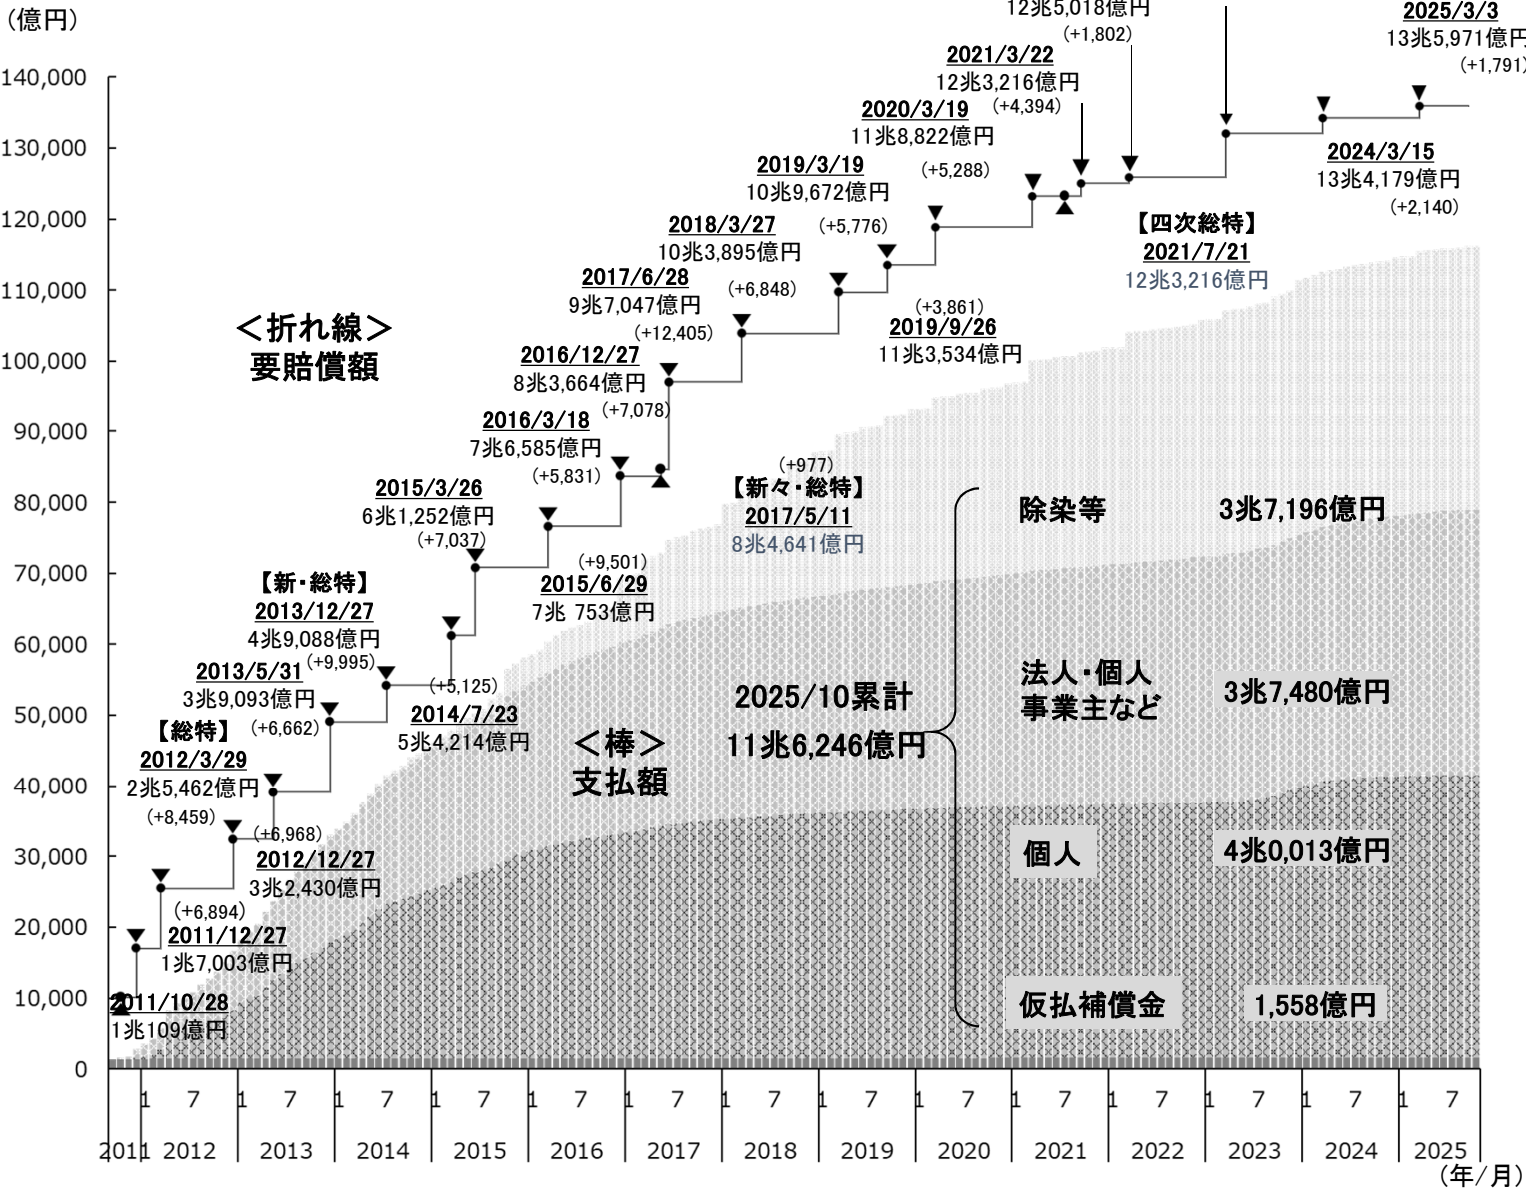 (億円)
12兆5,018億円
(+1,802)
2025/3/3
13兆5,971億円
(+1,791)
2021/3/22
12兆3,216億円
(+4,394)
2020/3/19
11兆8,822億円
(+5,288)
2019/3/19
10兆9,672億円
(+5,776)
2018/3/27
10兆3,895億円
(+6,848)
2017/6/28
9兆7,047億円
(+12,405)
2016/12/27
8兆3,664億円
(+7,078)
2016/3/18
7兆6,585億円
(+5,831)
2015/3/26
6兆1,252億円
(+7,037)
【新・総特】
2013/12/27
4兆9,088億円
(+9,995)
2013/5/31
3兆9,093億円
(+6,662)
【総特】
2012/3/29
2兆5,462億円
(+8,459)
2024/3/15
13兆4,179億円
(+2,140)
【四次総特】
2021/7/21
12兆3,216億円
(+3,861)
2019/9/26
11兆3,534億円
(+977)
【新々・総特】
2017/5/11
8兆4,641億円
(+9,501)
2015/6/29
7兆 753億円
(+5,125)
2014/7/23
5兆4,214億円
(+6,968)
2012/12/27
3兆2,430億円
(+6,894)
2011/12/27
1兆7,003億円
2011/10/28
1兆109億円
＜折れ線＞
要賠償額
＜棒＞
支払額
2025/10累計
11兆6,246億円
除染等 3兆7,196億円
法人・個人
事業主など 3兆7,480億円
個人 4兆0,013億円
仮払補償金 1,558億円
140,000
130,000
120,000
110,000
100,000
90,000
80,000
70,000
60,000
50,000
40,000
30,000
20,000
10,000
0
1 7 1 7 1 7 1 7 1 7 1 7 1 7 1 7 1 7 1 7 1 7 1 7 1 7 1 7
2011 2012 2013 2014 2015 2016 2017 2018 2019 2020 2021 2022 2023 2024 2025
(年/月)